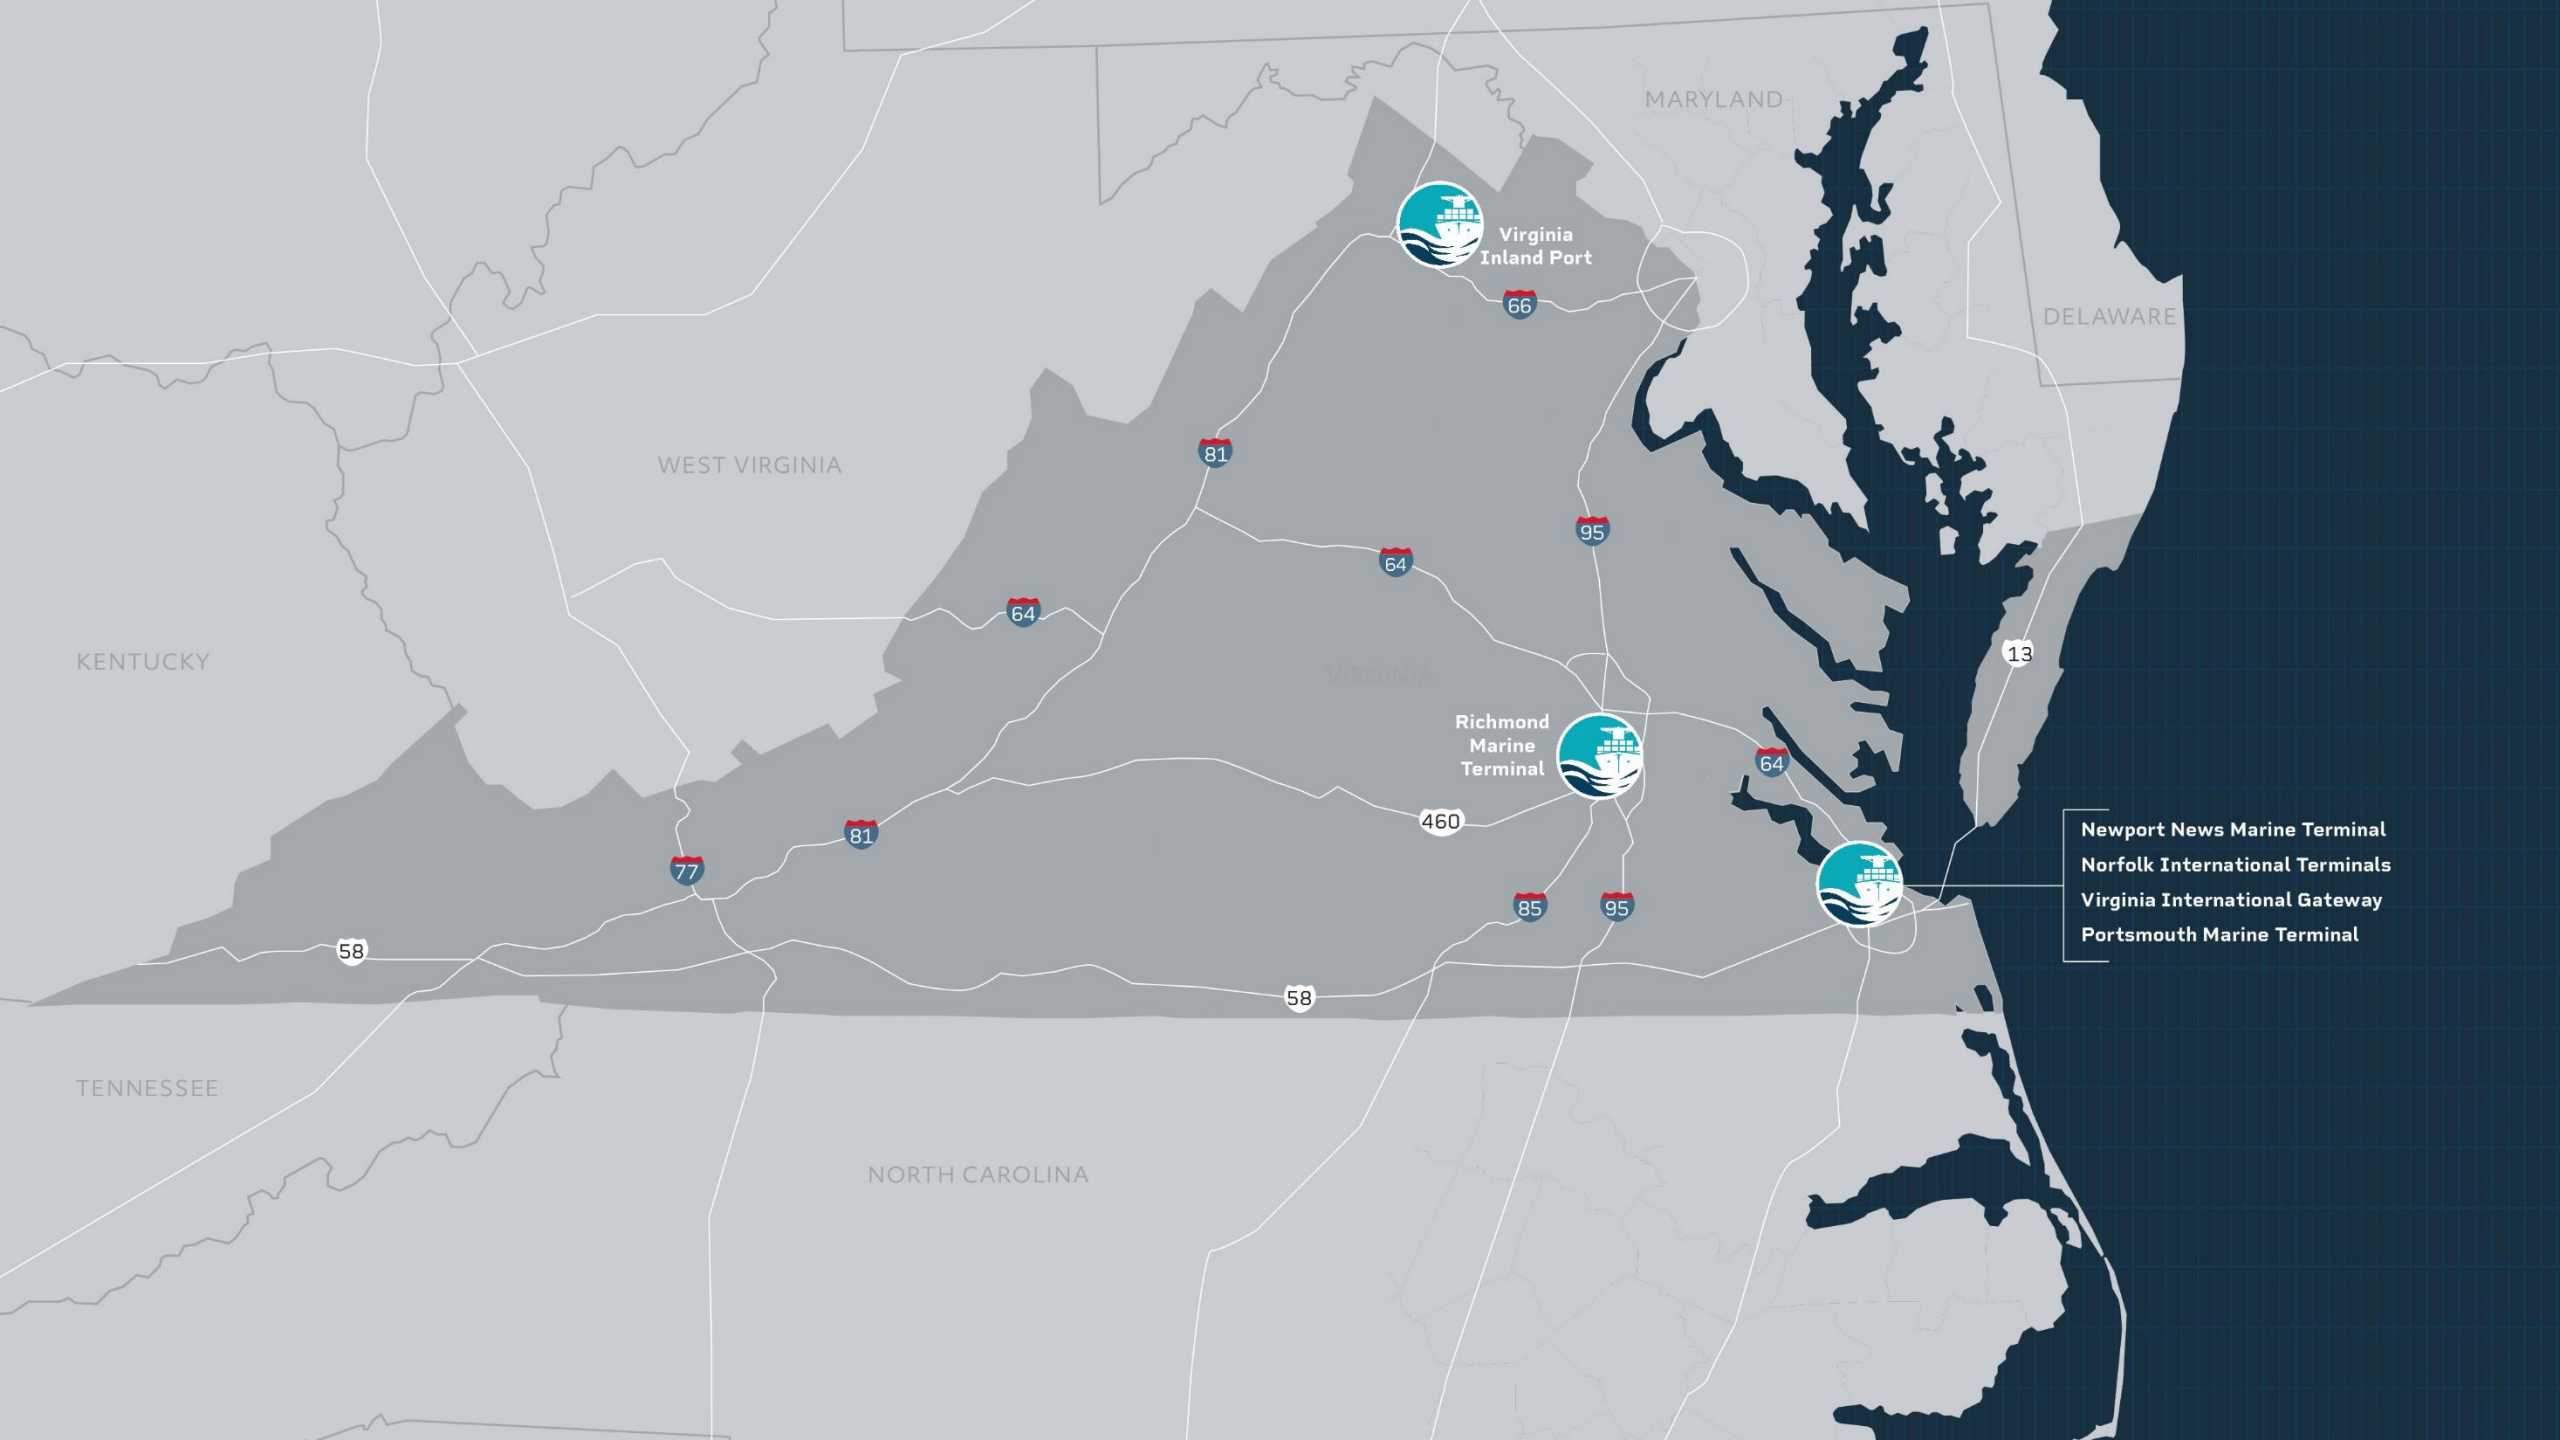 MARYLAND
Virginia
Inland Port
66
DELAWARE
81
WEST VIRGINIA
95
64
64
KENTUCKY
13
VIRGINIA
Richmond
Marine
Terminal
64
460
81
77
Newport News Marine Terminal
Norfolk International Terminals
Virginia International Gateway
Portsmouth Marine Terminal
85
95
58
58
TENNESSEE
NORTH CAROLINA